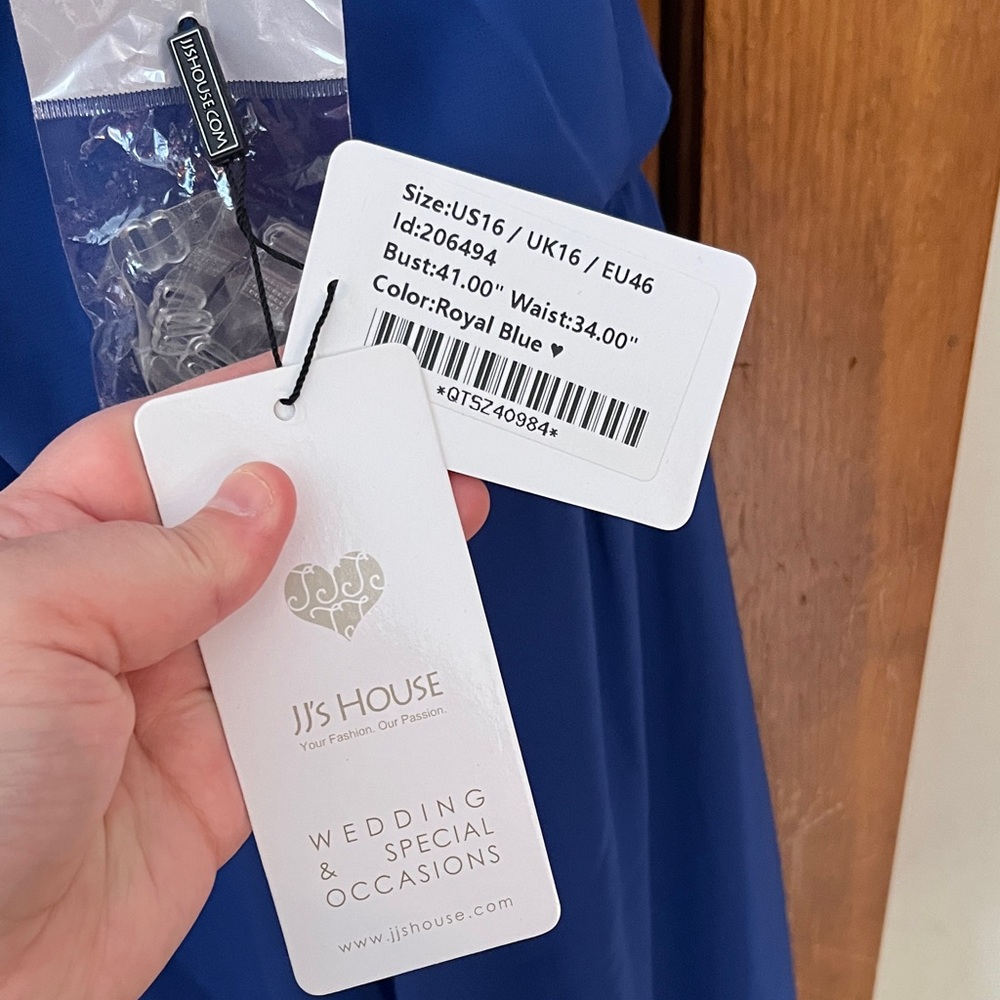 JJSHOUSE.COM
Size:US16 / UK16 / EU46
Id:206494
Bust:41.00" Waist:34.00"
Color:Royal Blue ♥
*QTSZ40984*
JJ's HOUSE
Your Fashion. Our Passion.
WEDDING
& SPECIAL
OCCASIONS
www.jjshouse.com